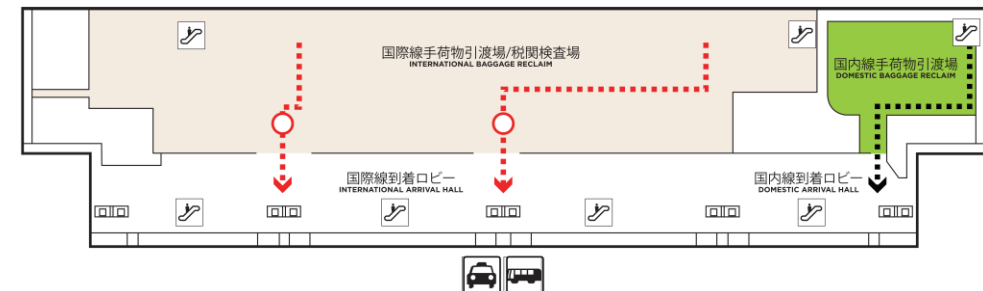 国際線手荷物引渡場/税関検査場
INTERNATIONAL BAGGAGE RECLAIM
国内線手荷物引渡場
DOMESTIC BAGGAGE RECLAIM
国際線到着ロビー
INTERNATIONAL ARRIVAL HALL
国内線到着ロビー
DOMESTIC ARRIVAL HALL